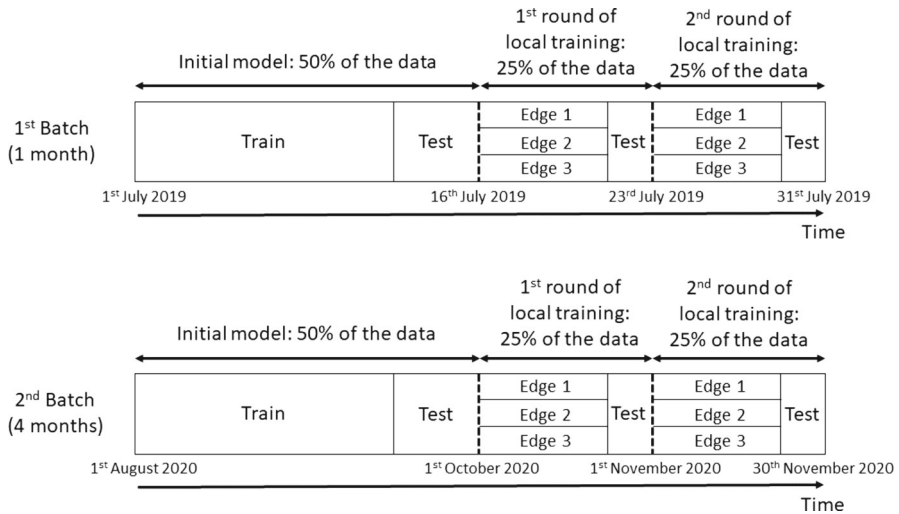 1st round of
local training:
25% of the data
2nd round of
local training:
25% of the data
Initial model: 50% of the data
1st Batch
(1 month)
Train
Test
Edge 1
Edge 2
Edge 3
Test
Edge 1
Edge 2
Edge 3
Test
1st July 2019
16th July 2019
23rd July 2019
31st July 2019
Time
1st round of
local training:
25% of the data
2nd round of
local training:
25% of the data
Initial model: 50% of the data
2nd Batch
(4 months)
Train
Test
Edge 1
Edge 2
Edge 3
Test
Edge 1
Edge 2
Edge 3
Test
1st August 2020
1st October 2020
1st November 2020
30th November 2020
Time